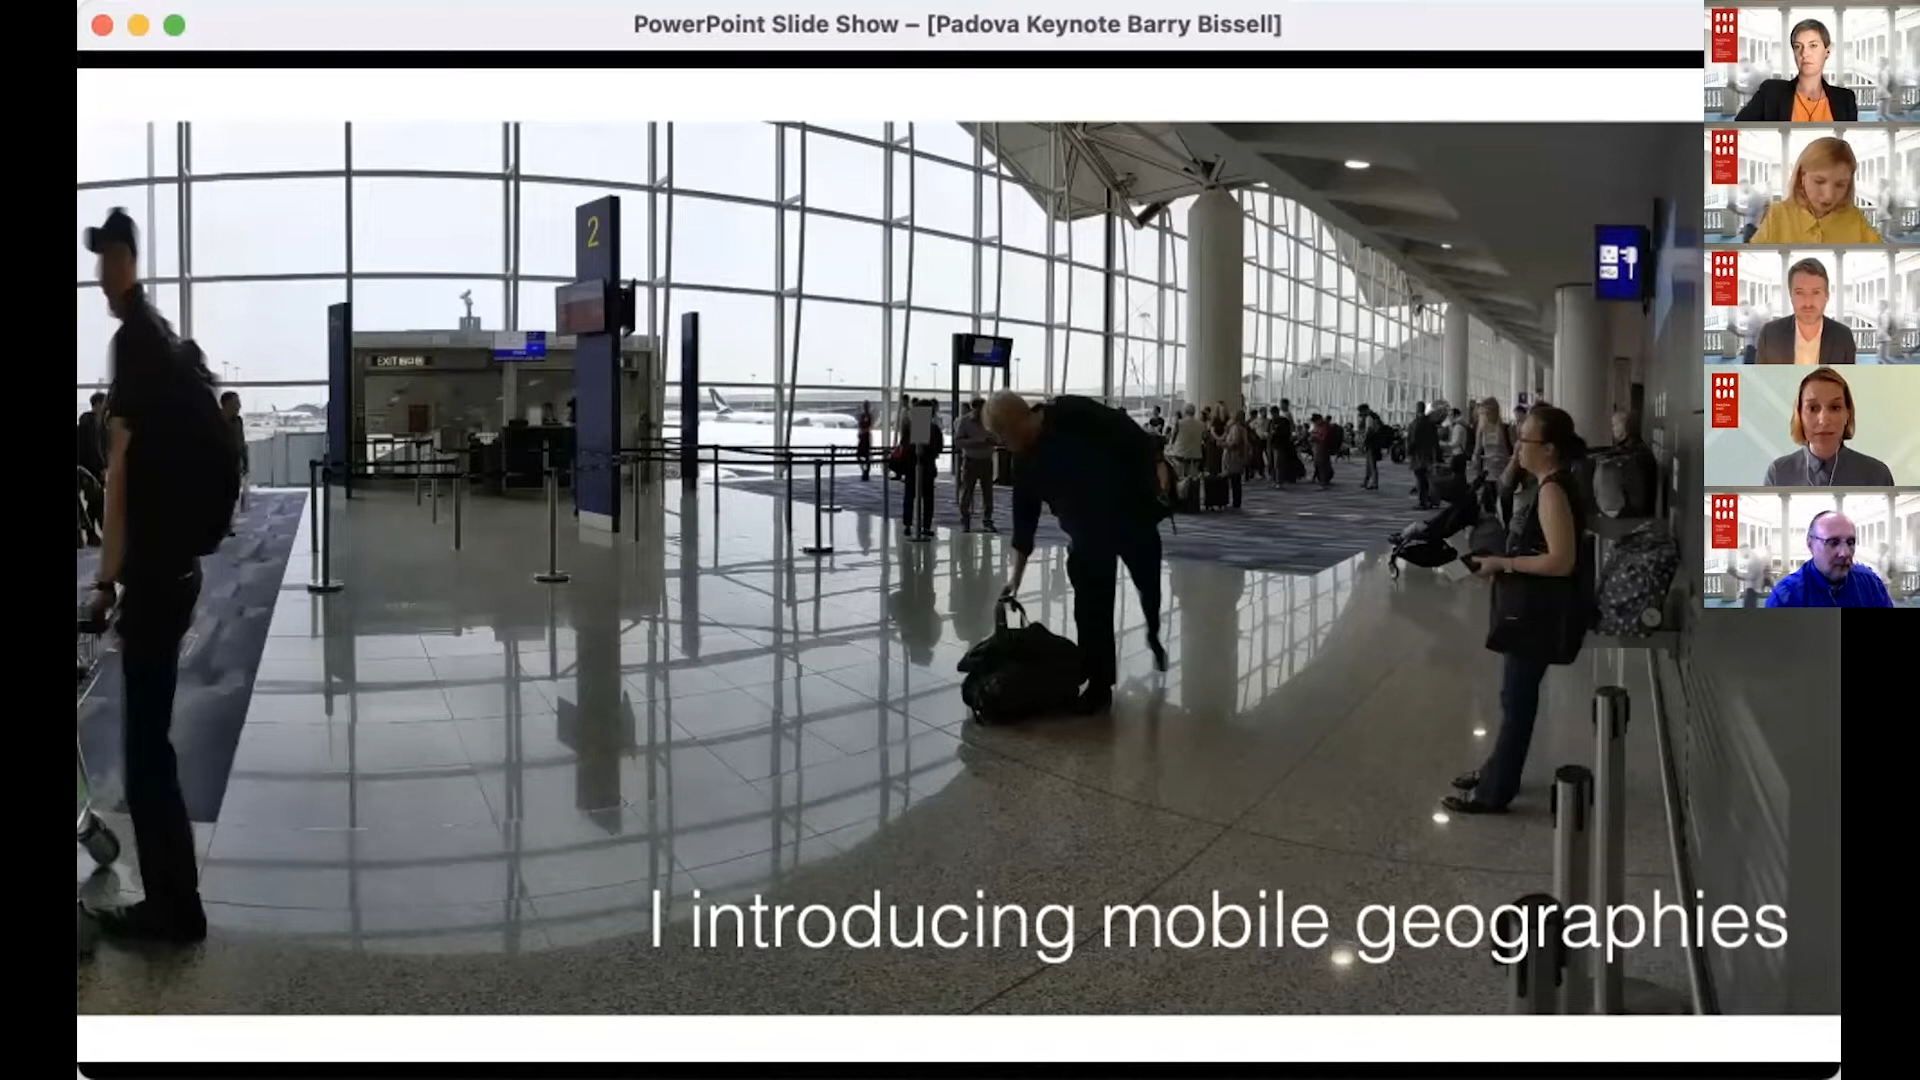 PowerPoint Slide Show – [Padova Keynote Barry Bissell]
2
EXIT
I introducing mobile geographies